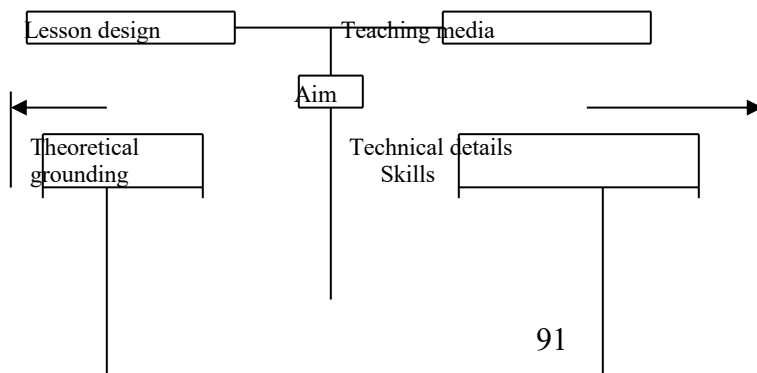 Lesson design
Teaching media
Aim
Theoretical
grounding
Technical details
Skills
91